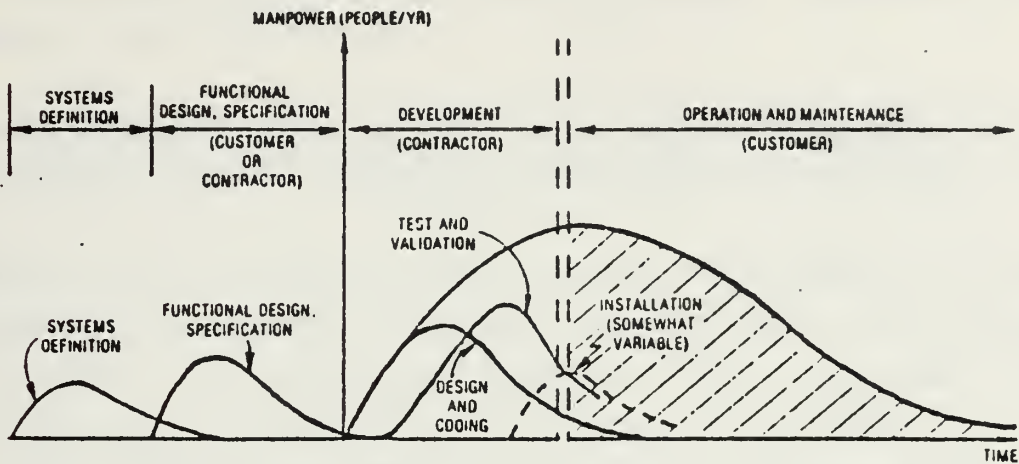 MANPOWER (PEOPLE/YR)
SYSTEMS
DEFINITION
FUNCTIONAL
DESIGN, SPECIFICATION
(CUSTOMER
OR
CONTRACTOR)
DEVELOPMENT
(CONTRACTOR)
OPERATION AND MAINTENANCE
(CUSTOMER)
TEST AND
VALIDATION
SYSTEMS
DEFINITION
FUNCTIONAL DESIGN,
SPECIFICATION
DESIGN
AND
CODING
INSTALLATION
(SOMEWHAT
VARIABLE)
TIME